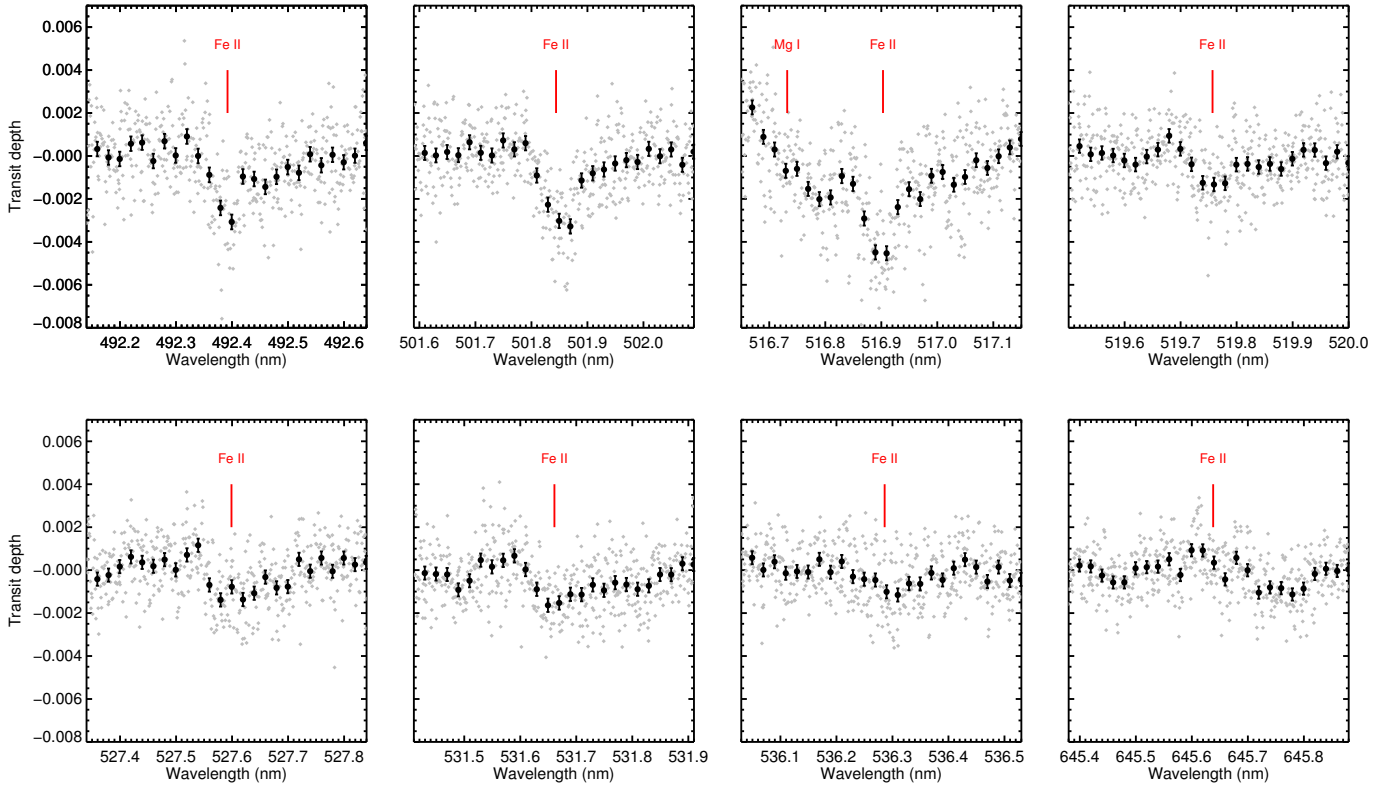 0.006
0.004
0.002
−0.000
−0.002
−0.004
−0.006
−0.008
Transit depth
Fe II
492.2 492.3 492.4 492.5 492.6
Wavelength (nm)
Fe II
501.6 501.7 501.8 501.9 502.0
Wavelength (nm)
Mg I Fe II
516.7 516.8 516.9 517.0 517.1
Wavelength (nm)
Fe II
519.6 519.7 519.8 519.9 520.0
Wavelength (nm)
0.006
0.004
0.002
−0.000
−0.002
−0.004
−0.006
−0.008
Transit depth
Fe II
527.4 527.5 527.6 527.7 527.8
Wavelength (nm)
Fe II
531.5 531.6 531.7 531.8 531.9
Wavelength (nm)
Fe II
536.1 536.2 536.3 536.4 536.5
Wavelength (nm)
Fe II
645.4 645.5 645.6 645.7 645.8
Wavelength (nm)